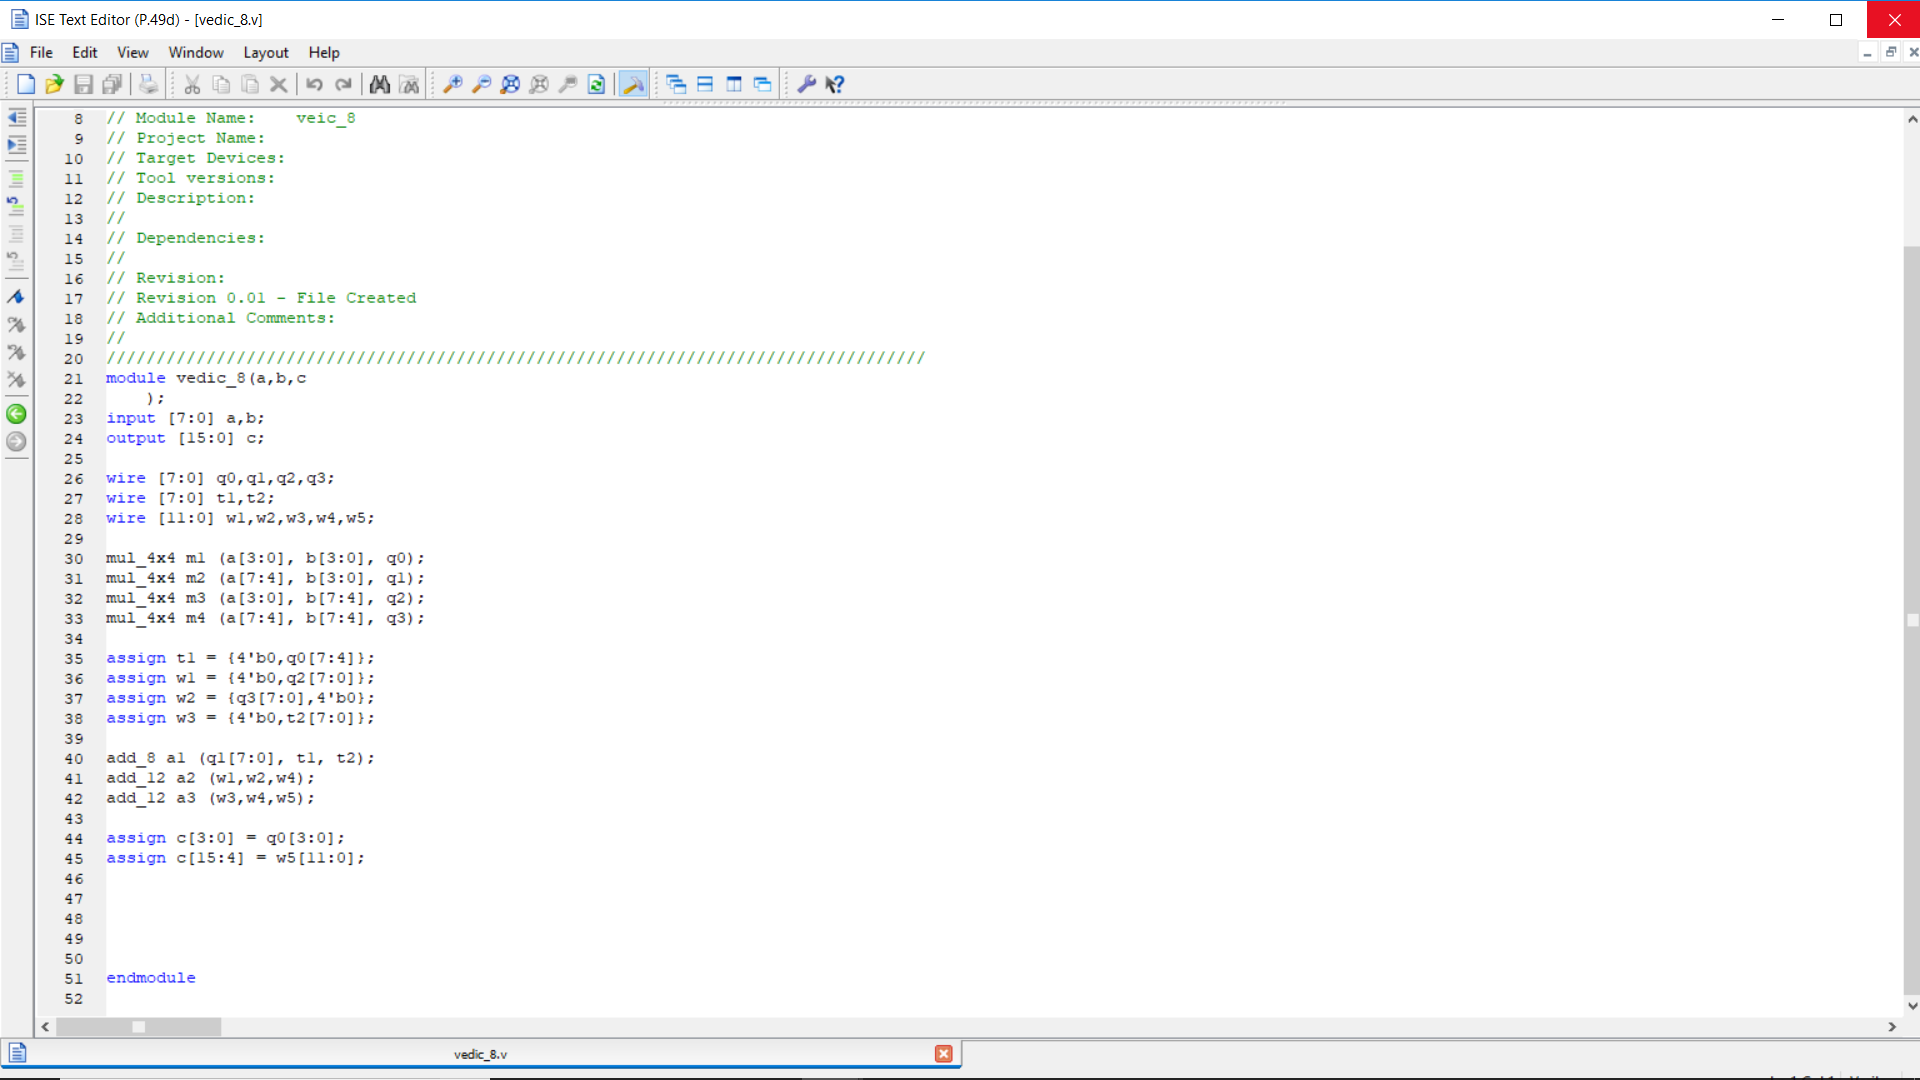 ISE Text Editor (P.49d) - [vedic_8.v]
File Edit View Window Layout Help
8 // Module Name:    veic_8
9 // Project Name:
10 // Target Devices:
11 // Tool versions:
12 // Description:
13 //
14 // Dependencies:
15 //
16 // Revision:
17 // Revision 0.01 - File Created
18 // Additional Comments:
19 //
20 //////////////////////////////////////////////////////////////////////////////////
21 module vedic_8(a,b,c
22     );
23 input [7:0] a,b;
24 output [15:0] c;
25
26 wire [7:0] q0,q1,q2,q3;
27 wire [7:0] t1,t2;
28 wire [11:0] w1,w2,w3,w4,w5;
29
30 mul_4x4 m1 (a[3:0], b[3:0], q0);
31 mul_4x4 m2 (a[7:4], b[3:0], q1);
32 mul_4x4 m3 (a[3:0], b[7:4], q2);
33 mul_4x4 m4 (a[7:4], b[7:4], q3);
34
35 assign t1 = {4'b0,q0[7:4]};
36 assign w1 = {4'b0,q2[7:0]};
37 assign w2 = {q3[7:0],4'b0};
38 assign w3 = {4'b0,t2[7:0]};
39
40 add_8 a1 (q1[7:0], t1, t2);
41 add_12 a2 (w1,w2,w4);
42 add_12 a3 (w3,w4,w5);
43
44 assign c[3:0] = q0[3:0];
45 assign c[15:4] = w5[11:0];
46
47
48
49
50
51 endmodule
52
vedic_8.v